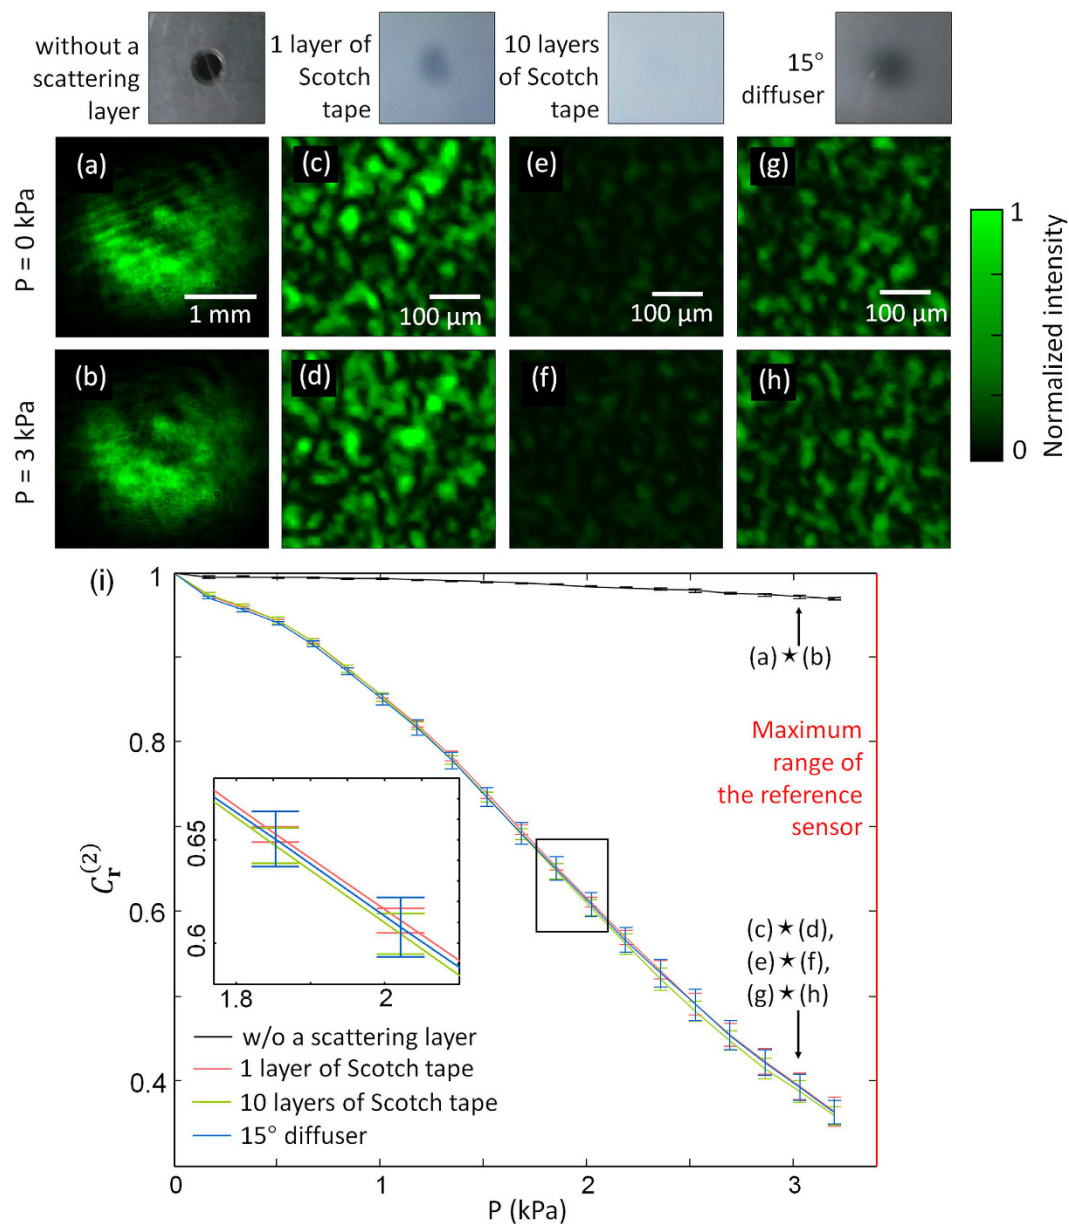 without a
scattering
layer
1 layer of
Scotch
tape
10 layers
of Scotch
tape
15°
diffuser
P = 0 kPa
(a)
1 mm
(c)
100 μm
(e)
100 μm
(g)
100 μm
1
0
Normalized intensity
P = 3 kPa
(b)
(d)
(f)
(h)
(i)
1
0.8
0.6
0.4
C_r^(2)
(a)★(b)
Maximum
range of
the reference
sensor
0.65
0.6
1.8
2
(c)★(d),
(e)★(f),
(g)★(h)
w/o a scattering layer
1 layer of Scotch tape
10 layers of Scotch tape
15° diffuser
0
1
2
3
P (kPa)